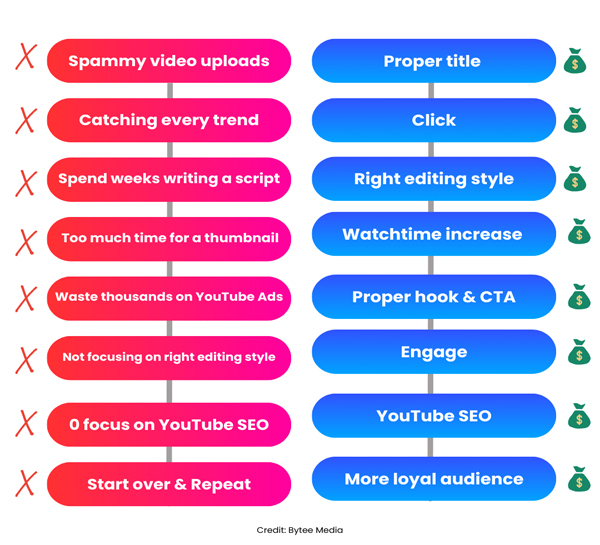 Spammy video uploads
Catching every trend
Spend weeks writing a script
Too much time for a thumbnail
Waste thousands on YouTube Ads
Not focusing on right editing style
0 focus on YouTube SEO
Start over & Repeat
Proper title
Click
Right editing style
Watchtime increase
Proper hook & CTA
Engage
YouTube SEO
More loyal audience
Credit: Bytee Media